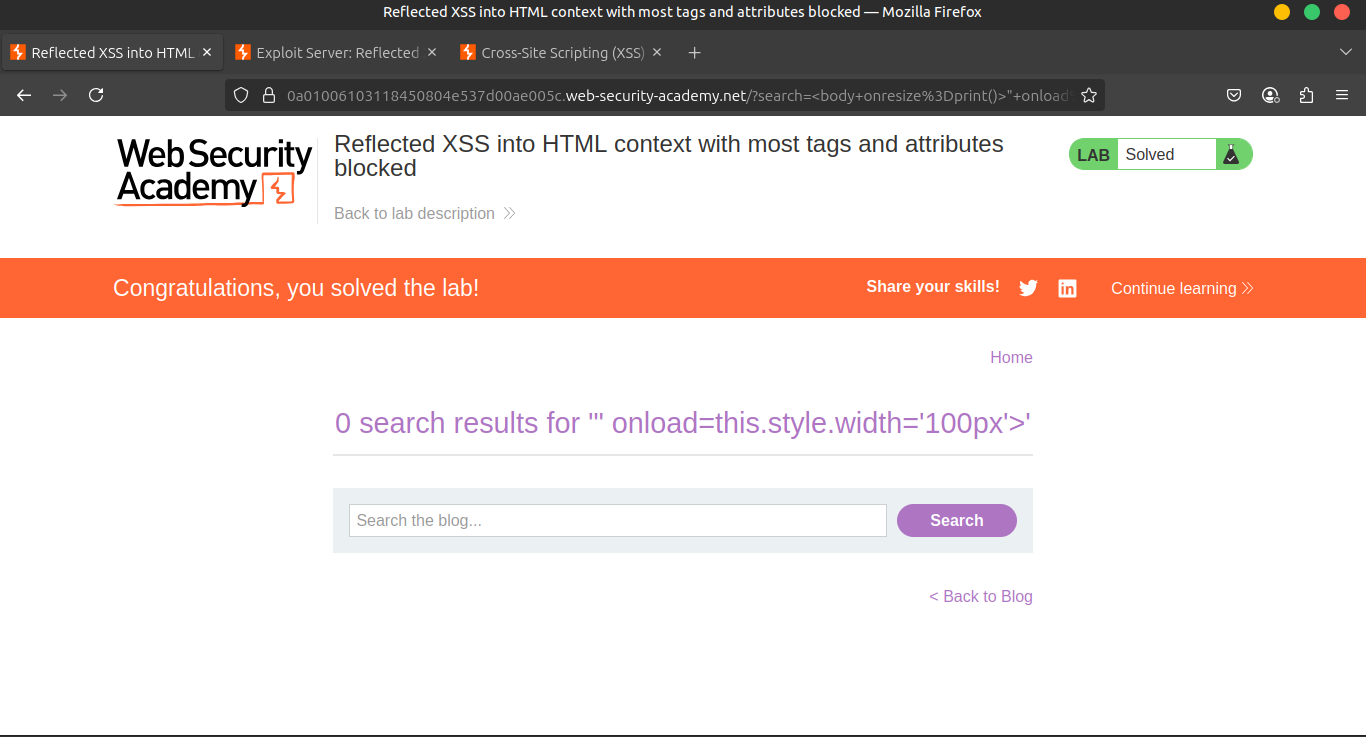 Reflected XSS into HTML context with most tags and attributes blocked — Mozilla Firefox
Reflected XSS into HTML
Exploit Server: Reflected
Cross-Site Scripting (XSS)
0a01006103118450804e537d00ae005c.web-security-academy.net/?search=<body+onresize%3Dprint()>"+onload
Web Security
Academy
Reflected XSS into HTML context with most tags and attributes
blocked
Back to lab description
LAB Solved
Congratulations, you solved the lab!
Share your skills!
Continue learning
Home
0 search results for '" onload=this.style.width='100px'>'
Search the blog...
Search
< Back to Blog